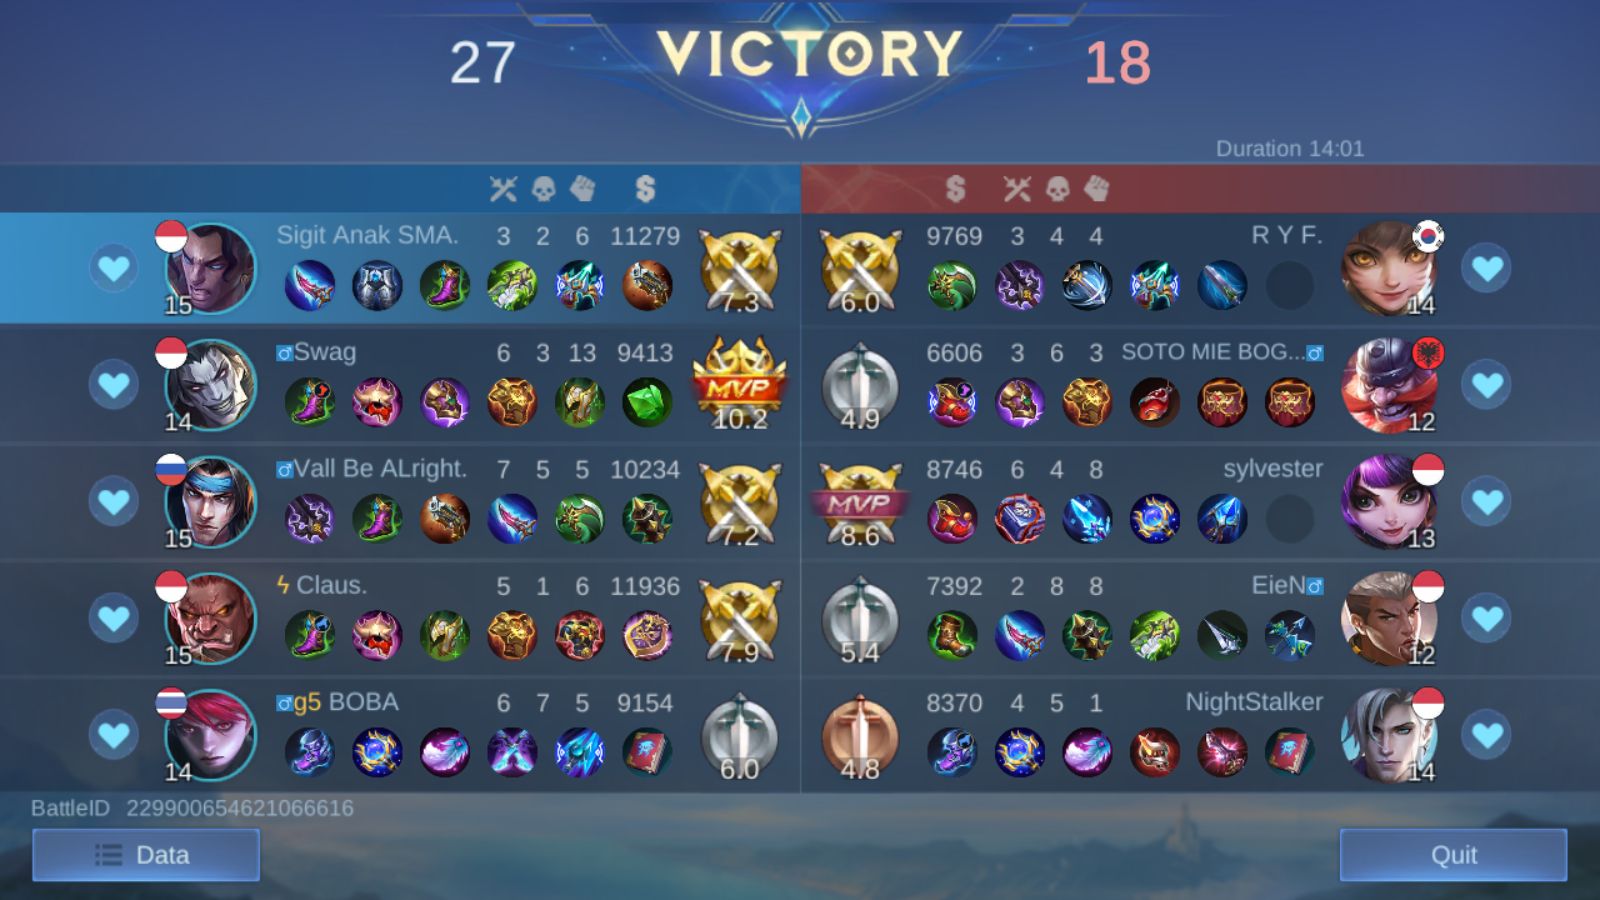 27 VICTORY 18
Duration 14:01
Sigit Anak SMA. 3 2 6 11279
15 7.3
9769 3 4 4 R Y F.
6.0 14
Swag 6 3 13 9413
14 MVP 10.2
6606 3 6 3 SOTO MIE BOG...
4.9 12
Vall Be ALright. 7 5 5 10234
15 7.2
8746 6 4 8 sylvester
MVP 8.6 13
Claus. 5 1 6 11936
15 7.9
7392 2 8 8 EieN
5.4 12
g5 BOBA 6 7 5 9154
14 6.0
8370 4 5 1 NightStalker
4.8 14
BattleID 229900654621066616
Data
Quit